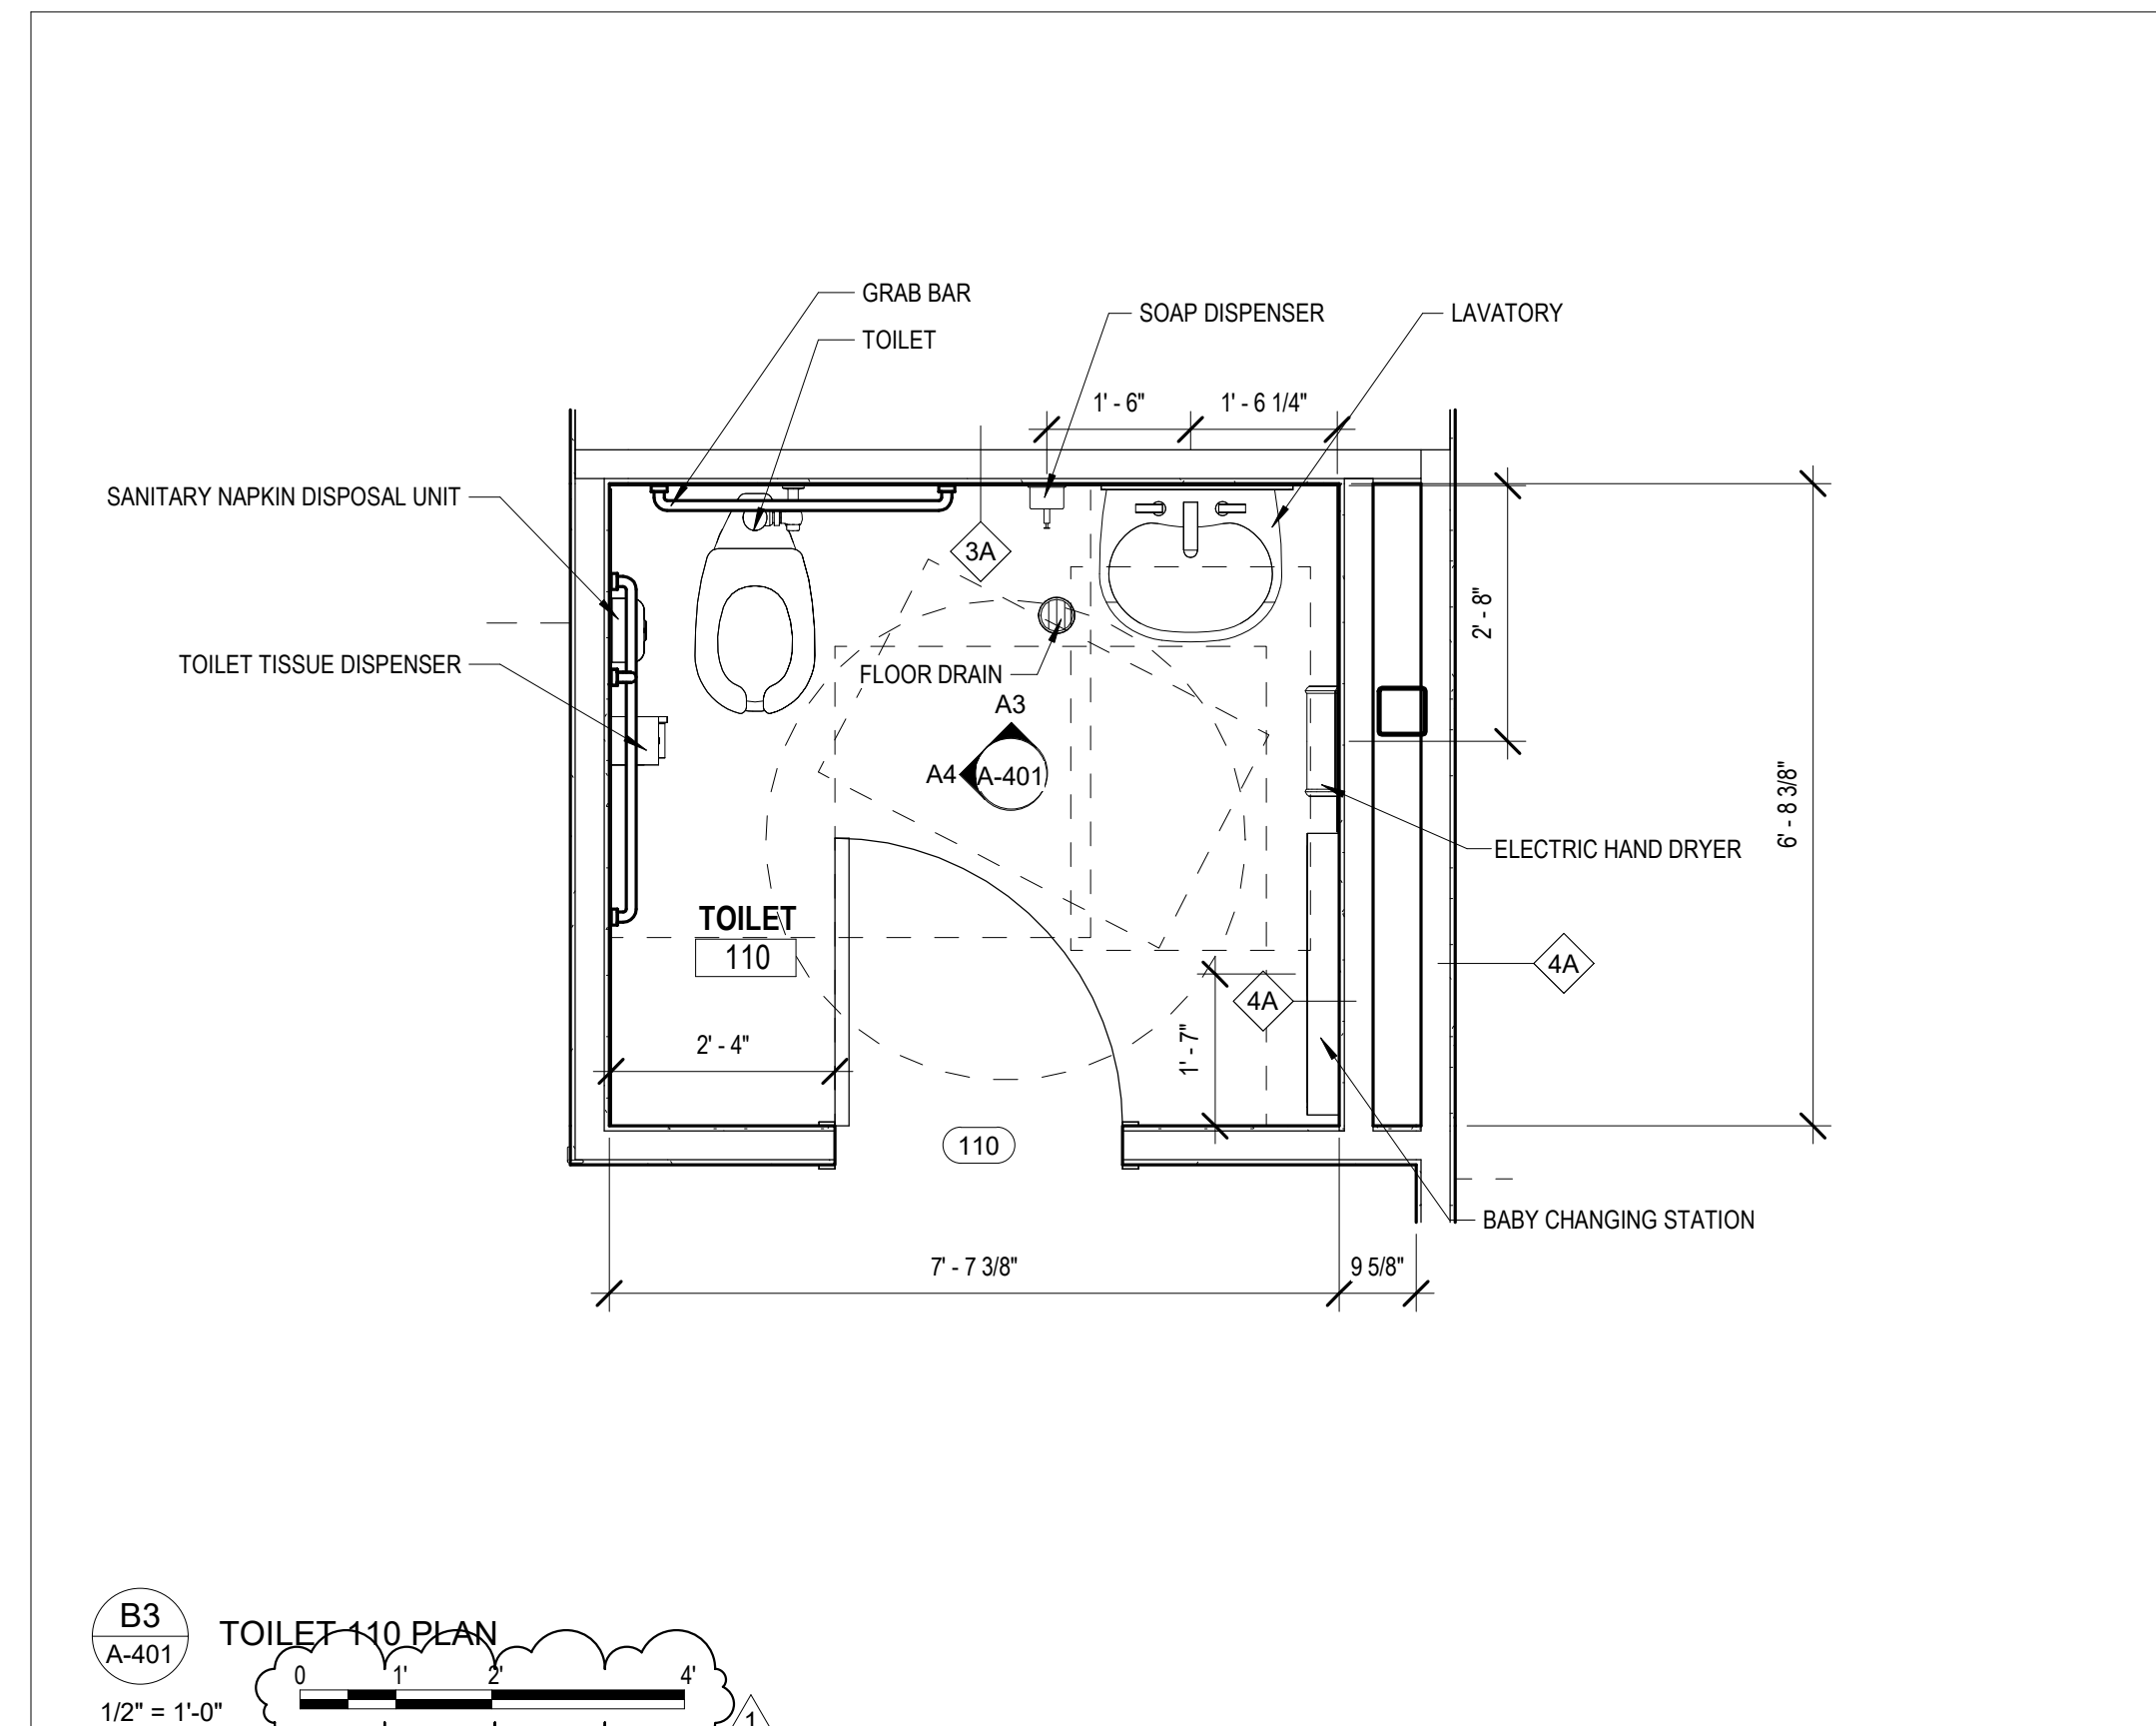 GRAB BAR
SOAP DISPENSER
LAVATORY
TOILET
1' - 6"
1' - 6 1/4"
SANITARY NAPKIN DISPOSAL UNIT
3A
2' - 8"
TOILET TISSUE DISPENSER
FLOOR DRAIN
A3
A4
A-401
6' - 8 3/8"
ELECTRIC HAND DRYER
TOILET
110
4A
4A
2' - 4"
1' - 7"
110
BABY CHANGING STATION
7' - 7 3/8"
9 5/8"
B3
A-401
TOILET 110 PLAN
0
1'
2'
4'
1/2" = 1'-0"
1